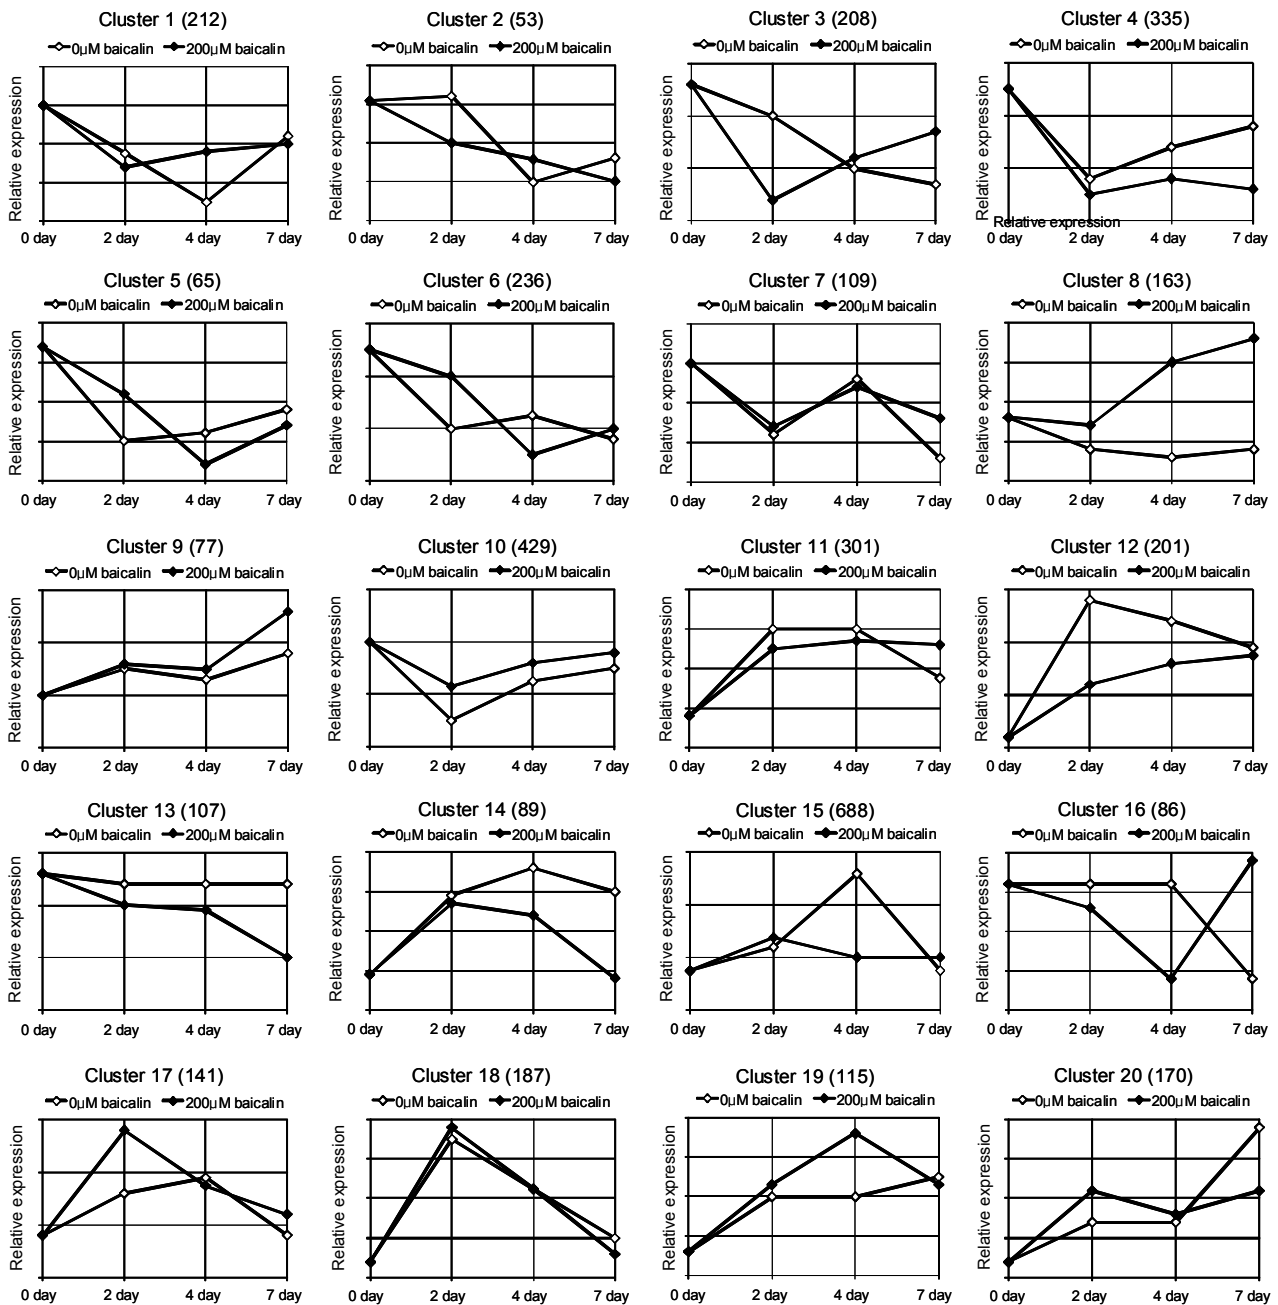 Cluster 1 (212)
0µM baicalin 200µM baicalin
Relative expression
0 day 2 day 4 day 7 day
Cluster 2 (53)
0µM baicalin 200µM baicalin
Relative expression
0 day 2 day 4 day 7 day
Cluster 3 (208)
0µM baicalin 200µM baicalin
Relative expression
0 day 2 day 4 day 7 day
Cluster 4 (335)
0µM baicalin 200µM baicalin
Relative expression
Relative expression
0 day 2 day 4 day 7 day
Cluster 5 (65)
0µM baicalin 200µM baicalin
Relative expression
0 day 2 day 4 day 7 day
Cluster 6 (236)
0µM baicalin 200µM baicalin
Relative expression
0 day 2 day 4 day 7 day
Cluster 7 (109)
0µM baicalin 200µM baicalin
Relative expression
0 day 2 day 4 day 7 day
Cluster 8 (163)
0µM baicalin 200µM baicalin
Relative expression
0 day 2 day 4 day 7 day
Cluster 9 (77)
0µM baicalin 200µM baicalin
Relative expression
0 day 2 day 4 day 7 day
Cluster 10 (429)
0µM baicalin 200µM baicalin
Relative expression
0 day 2 day 4 day 7 day
Cluster 11 (301)
0µM baicalin 200µM baicalin
Relative expression
0 day 2 day 4 day 7 day
Cluster 12 (201)
0µM baicalin 200µM baicalin
Relative expression
0 day 2 day 4 day 7 day
Cluster 13 (107)
0µM baicalin 200µM baicalin
Relative expression
0 day 2 day 4 day 7 day
Cluster 14 (89)
0µM baicalin 200µM baicalin
Relative expression
0 day 2 day 4 day 7 day
Cluster 15 (688)
0µM baicalin 200µM baicalin
Relative expression
0 day 2 day 4 day 7 day
Cluster 16 (86)
0µM baicalin 200µM baicalin
Relative expression
0 day 2 day 4 day 7 day
Cluster 17 (141)
0µM baicalin 200µM baicalin
Relative expression
0 day 2 day 4 day 7 day
Cluster 18 (187)
0µM baicalin 200µM baicalin
Relative expression
0 day 2 day 4 day 7 day
Cluster 19 (115)
0µM baicalin 200µM baicalin
Relative expression
0 day 2 day 4 day 7 day
Cluster 20 (170)
0µM baicalin 200µM baicalin
Relative expression
0 day 2 day 4 day 7 day